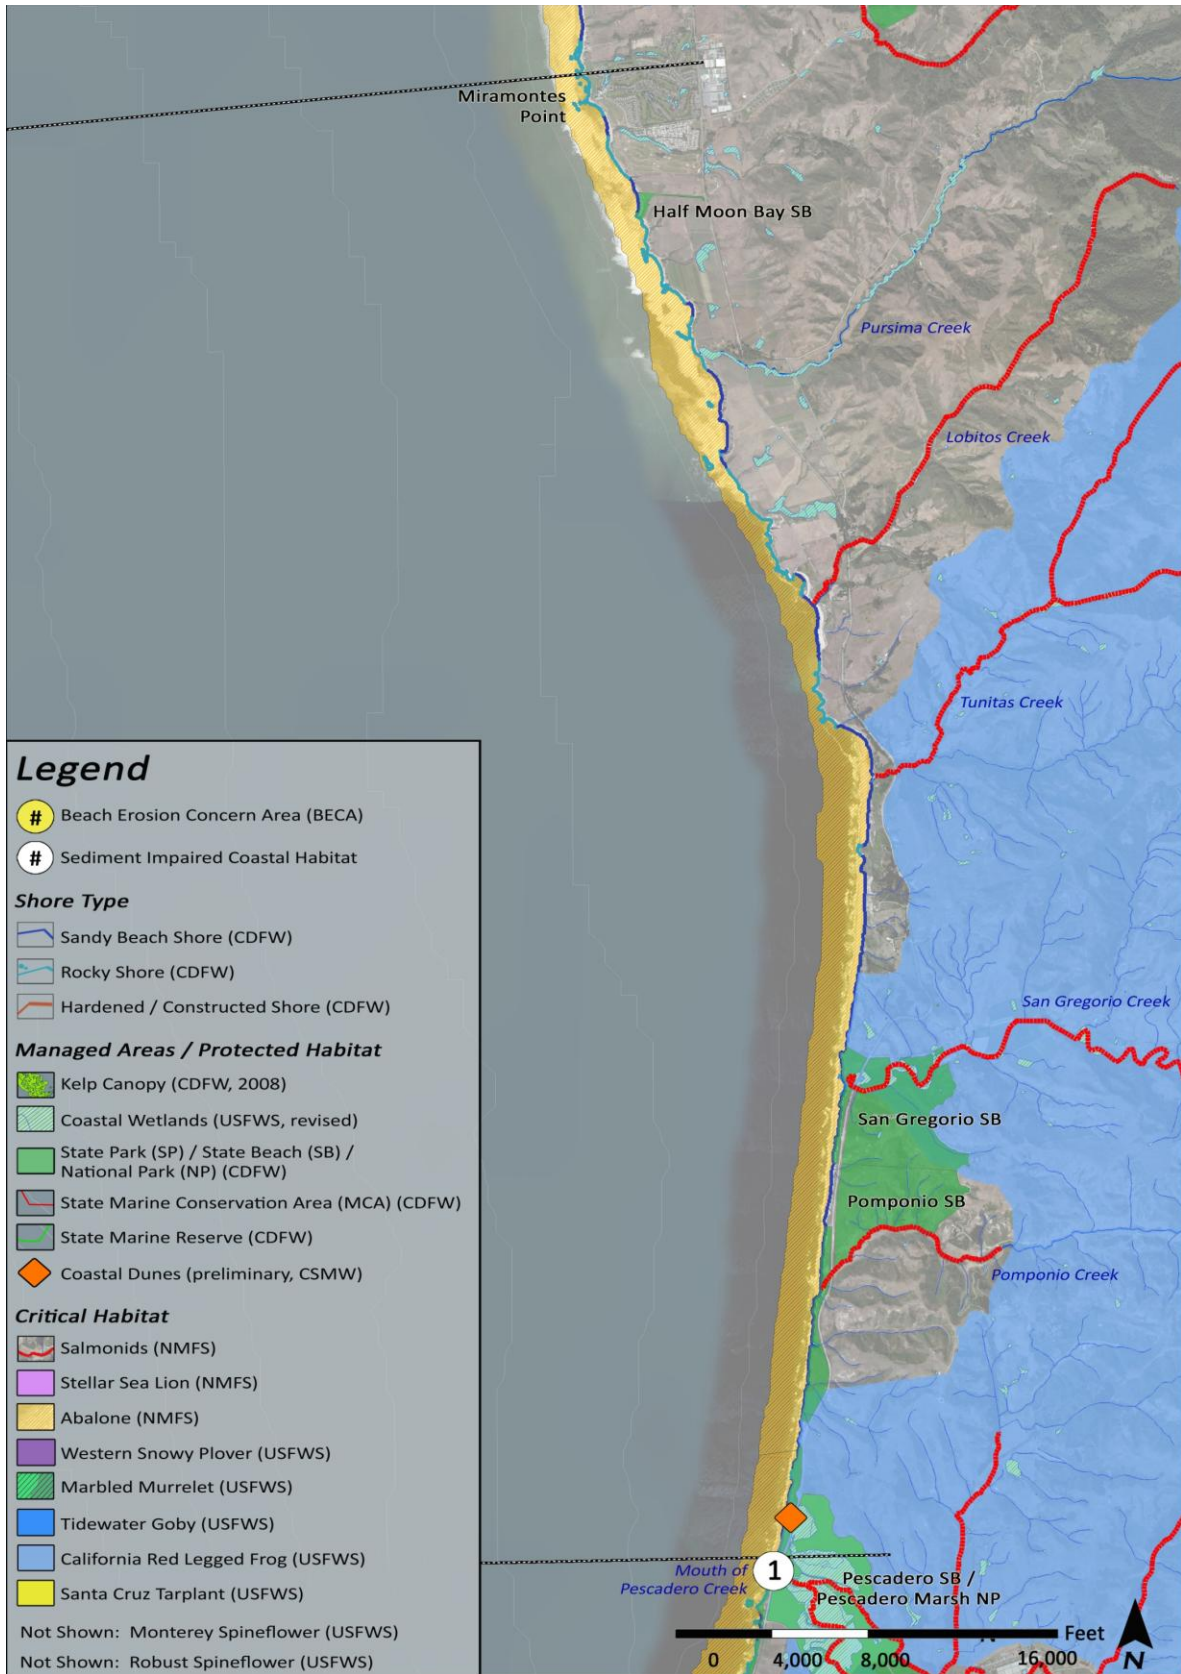 Miramontes
Point
Half Moon Bay SB
Pursima Creek
Lobitos Creek
Tunitas Creek
San Gregorio Creek
San Gregorio SB
Pomponio SB
Pomponio Creek
Mouth of
Pescadero Creek
1
Pescadero SB /
Pescadero Marsh NP
Legend
# Beach Erosion Concern Area (BECA)
# Sediment Impaired Coastal Habitat
Shore Type
Sandy Beach Shore (CDFW)
Rocky Shore (CDFW)
Hardened / Constructed Shore (CDFW)
Managed Areas / Protected Habitat
Kelp Canopy (CDFW, 2008)
Coastal Wetlands (USFWS, revised)
State Park (SP) / State Beach (SB) /
National Park (NP) (CDFW)
State Marine Conservation Area (MCA) (CDFW)
State Marine Reserve (CDFW)
Coastal Dunes (preliminary, CSMW)
Critical Habitat
Salmonids (NMFS)
Stellar Sea Lion (NMFS)
Abalone (NMFS)
Western Snowy Plover (USFWS)
Marbled Murrelet (USFWS)
Tidewater Goby (USFWS)
California Red Legged Frog (USFWS)
Santa Cruz Tarplant (USFWS)
Not Shown: Monterey Spineflower (USFWS)
Not Shown: Robust Spineflower (USFWS)
Feet
0 4,000 8,000 16,000
N